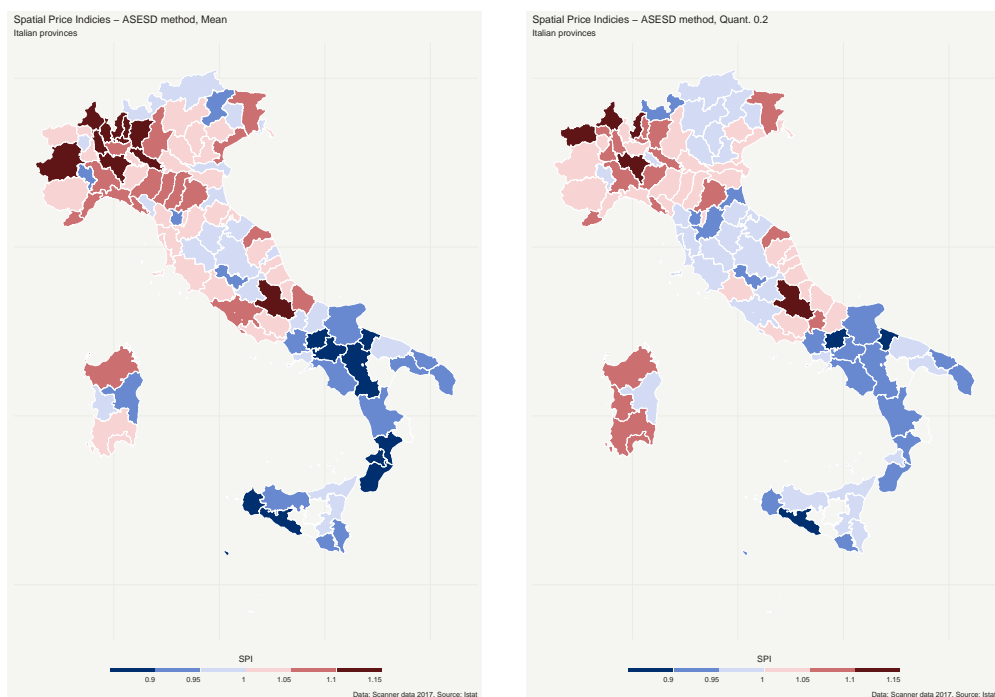 Spatial Price Indicies – ASESD method, Mean
Italian provinces
SPI
0.9 0.95 1 1.05 1.1 1.15
Data: Scanner data 2017. Source: Istat
Spatial Price Indicies – ASESD method, Quant. 0.2
Italian provinces
SPI
0.9 0.95 1 1.05 1.1 1.15
Data: Scanner data 2017. Source: Istat